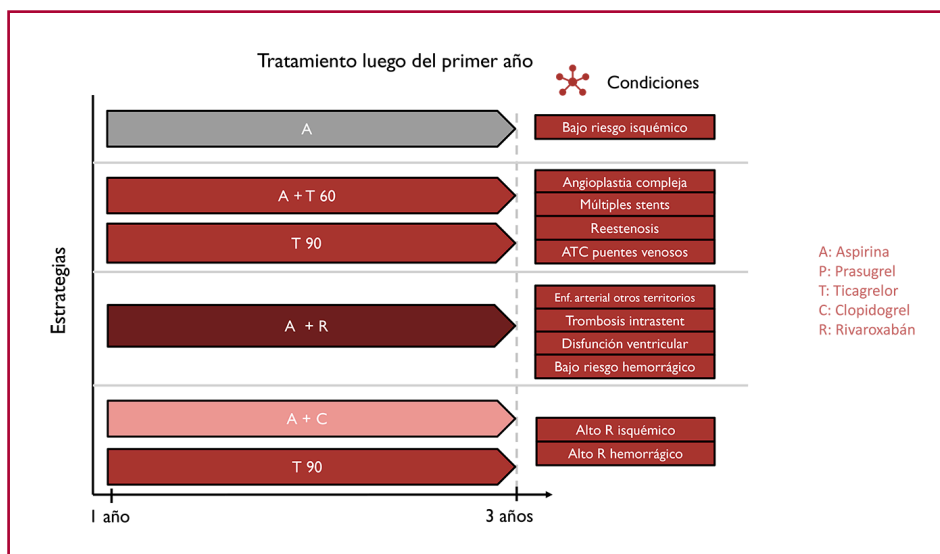 Tratamiento luego del primer año
Condiciones
Estrategias
A
Bajo riesgo isquémico
A + T 60
T 90
Angioplastia compleja
Múltiples stents
Reestenosis
ATC puentes venosos
A + R
Enf. arterial otros territorios
Trombosis intrastent
Disfunción ventricular
Bajo riesgo hemorrágico
A + C
T 90
Alto R isquémico
Alto R hemorrágico
1 año
3 años
A: Aspirina
P: Prasugrel
T: Ticagrelor
C: Clopidogrel
R: Rivaroxabán